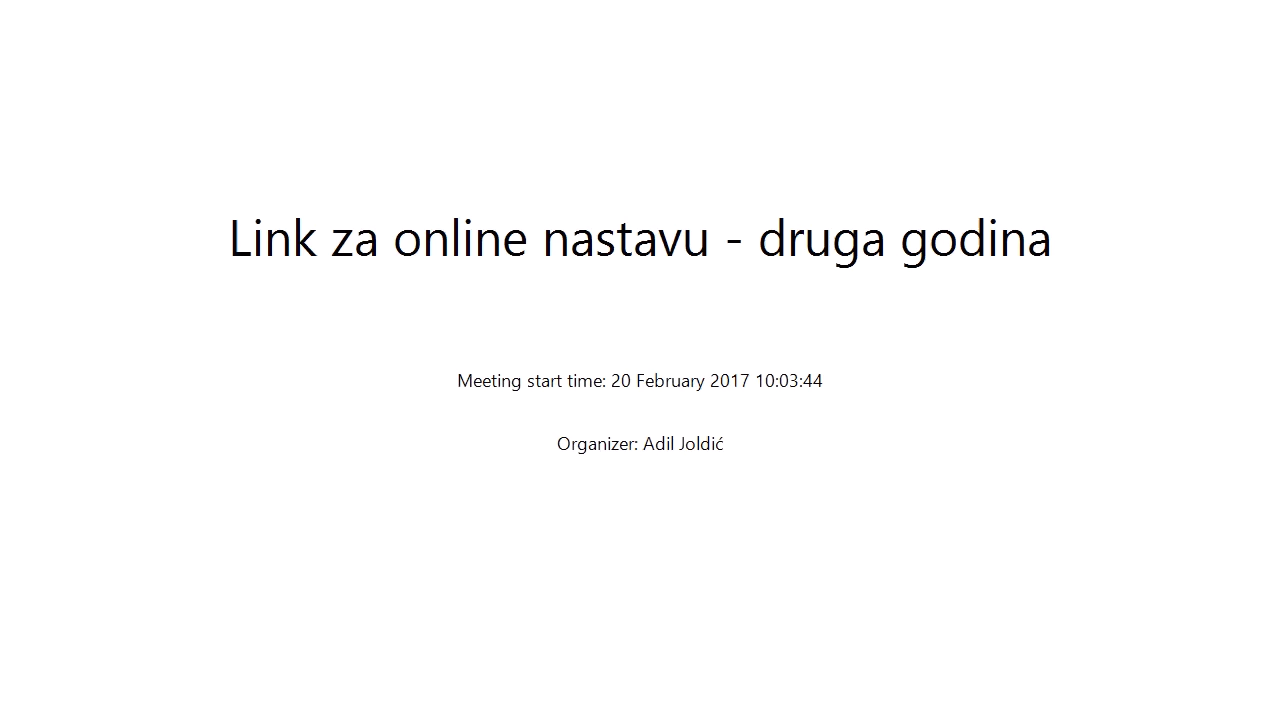 Link za online nastavu - druga godina
Meeting start time: 20 February 2017 10:03:44
Organizer: Adil Joldić